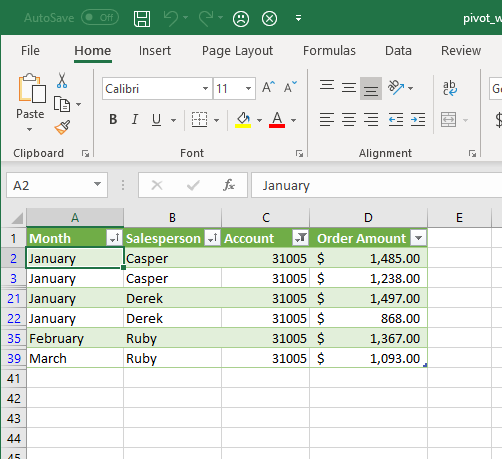 AutoSave Off pivot_w
File Home Insert Page Layout Formulas Data Review
Calibri 11 A A ab c G
Paste B I U A $
Clipboard Font Alignment
A2 fx January
A B C D E
1 Month Salesperson Account Order Amount
2 January Casper 31005 $ 1,485.00
3 January Casper 31005 $ 1,238.00
21 January Derek 31005 $ 1,497.00
22 January Derek 31005 $ 868.00
35 February Ruby 31005 $ 1,367.00
39 March Ruby 31005 $ 1,093.00
41
42
43
44
45